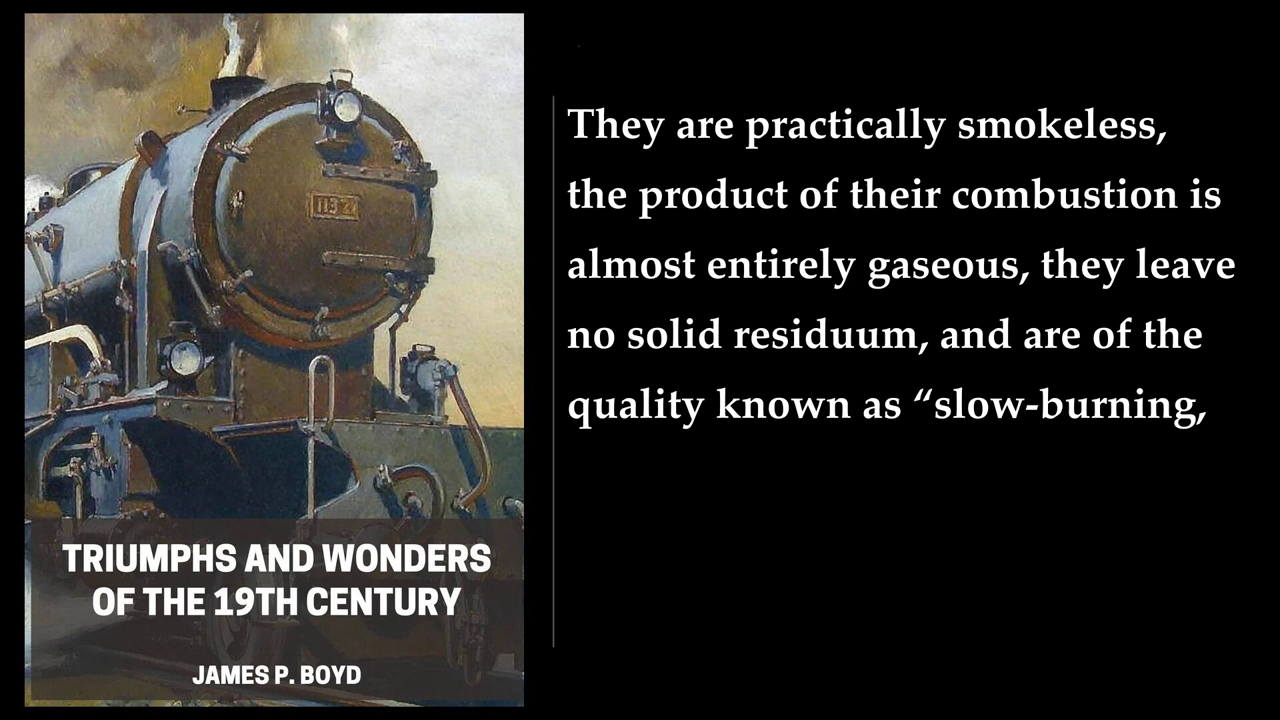 They are practically smokeless,
the product of their combustion is
almost entirely gaseous, they leave
no solid residuum, and are of the
quality known as “slow-burning,
TRIUMPHS AND WONDERS
OF THE 19TH CENTURY
JAMES P. BOYD